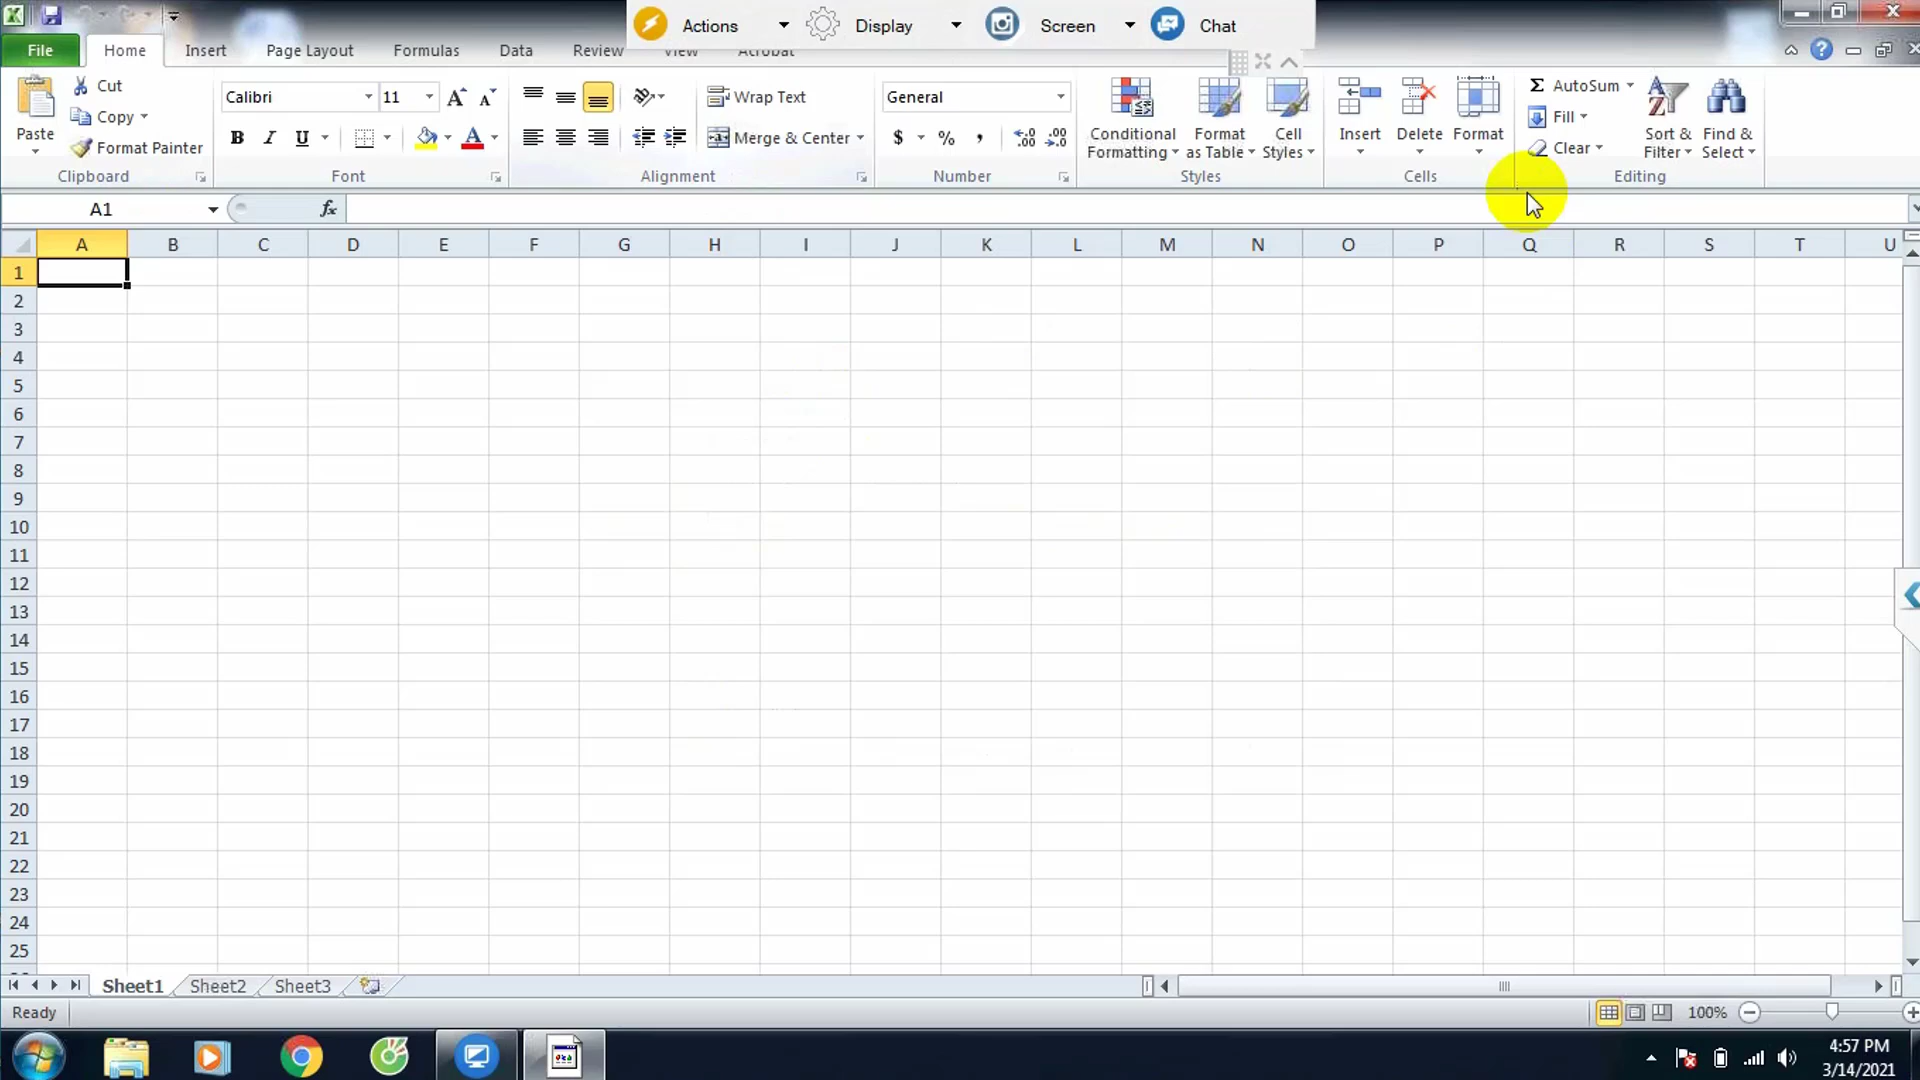 Actions Display Screen Chat
File Home Insert Page Layout Formulas Data Review View Acrobat
Cut
Copy
Format Painter
Paste
Clipboard
Calibri 11
B I U A
Font
Wrap Text
Merge & Center
Alignment
General
$ % ,
Number
Conditional Formatting
Format as Table
Cell Styles
Styles
Insert Delete Format
Cells
Σ AutoSum
Fill
Clear
Sort & Filter
Find & Select
Editing
A1 fx
A B C D E F G H I J K L M N O P Q R S T U
1
2
3
4
5
6
7
8
9
10
11
12
13
14
15
16
17
18
19
20
21
22
23
24
25
Sheet1 Sheet2 Sheet3
Ready 100%
4:57 PM
3/14/2021